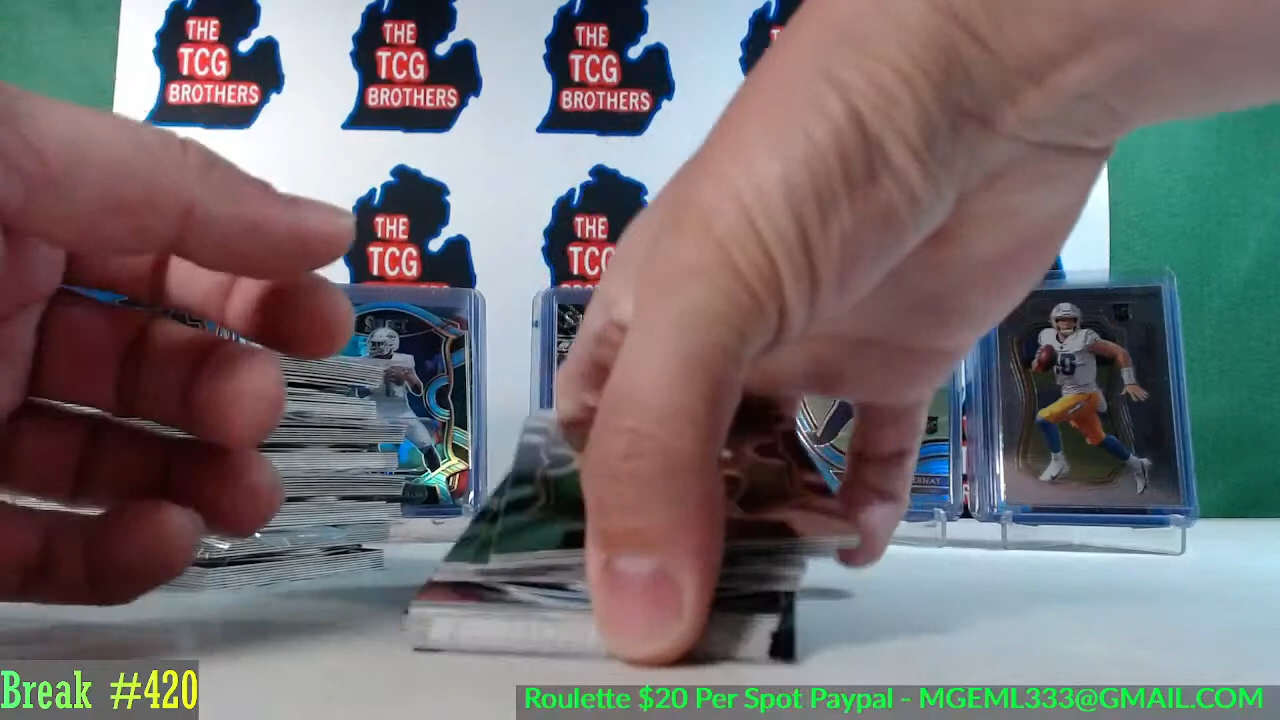 THE
TCG
BROTHERS
THE
TCG
BROTHERS
THE
TCG
BROTHERS
THE
TCG
THE
TCG
SELECT
Break #420
Roulette $20 Per Spot Paypal - MGEML333@GMAIL.COM